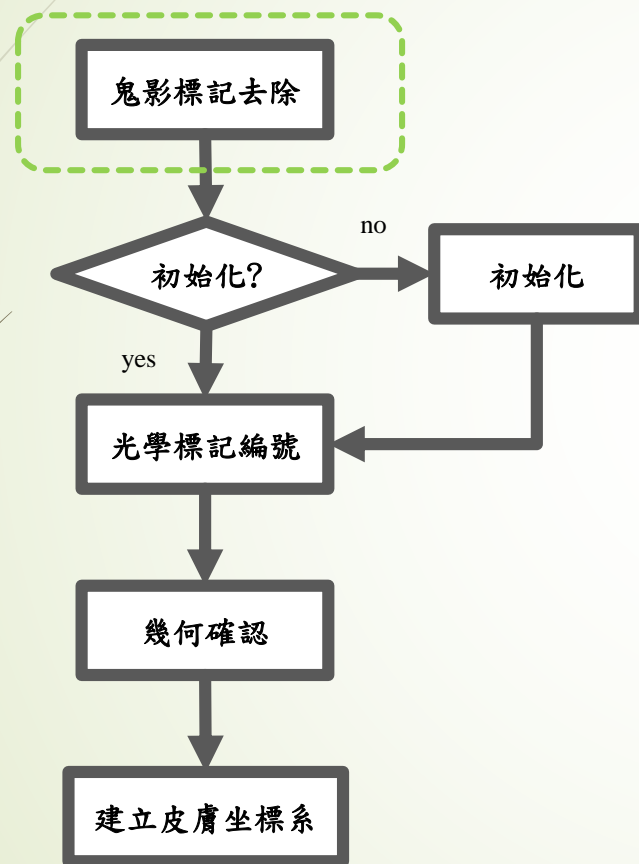 鬼影標記去除
no
初始化?
初始化
yes
光學標記編號
幾何確認
建立皮膚坐標系